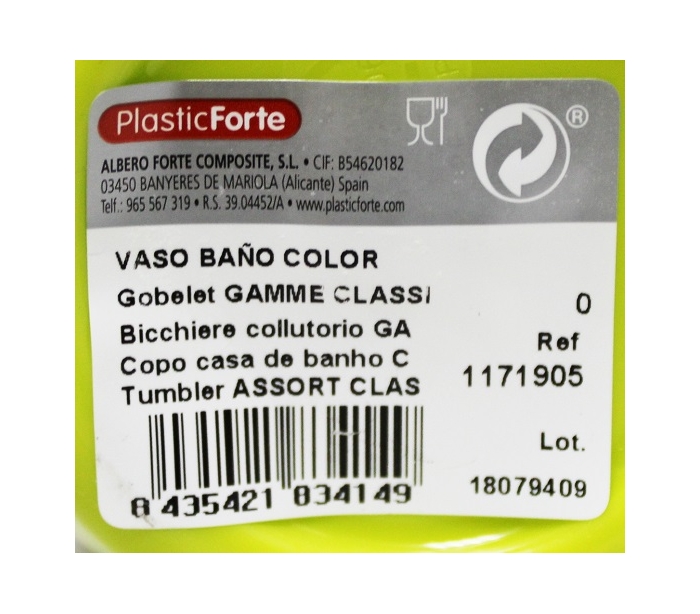 PlasticForte
®
ALBERO FORTE COMPOSITE, S.L. • CIF: B54620182
03450 BANYERES DE MARIOLA (Alicante) Spain
Telf.: 965 567 319 • R.S. 39.04452/A • www.plasticforte.com
VASO BAÑO COLOR
Gobelet GAMME CLASSI
0
Bicchiere collutorio GA
Ref
Copo casa de banho C
1171905
Tumbler ASSORT CLAS
Lot.
8 435421 834149
18079409